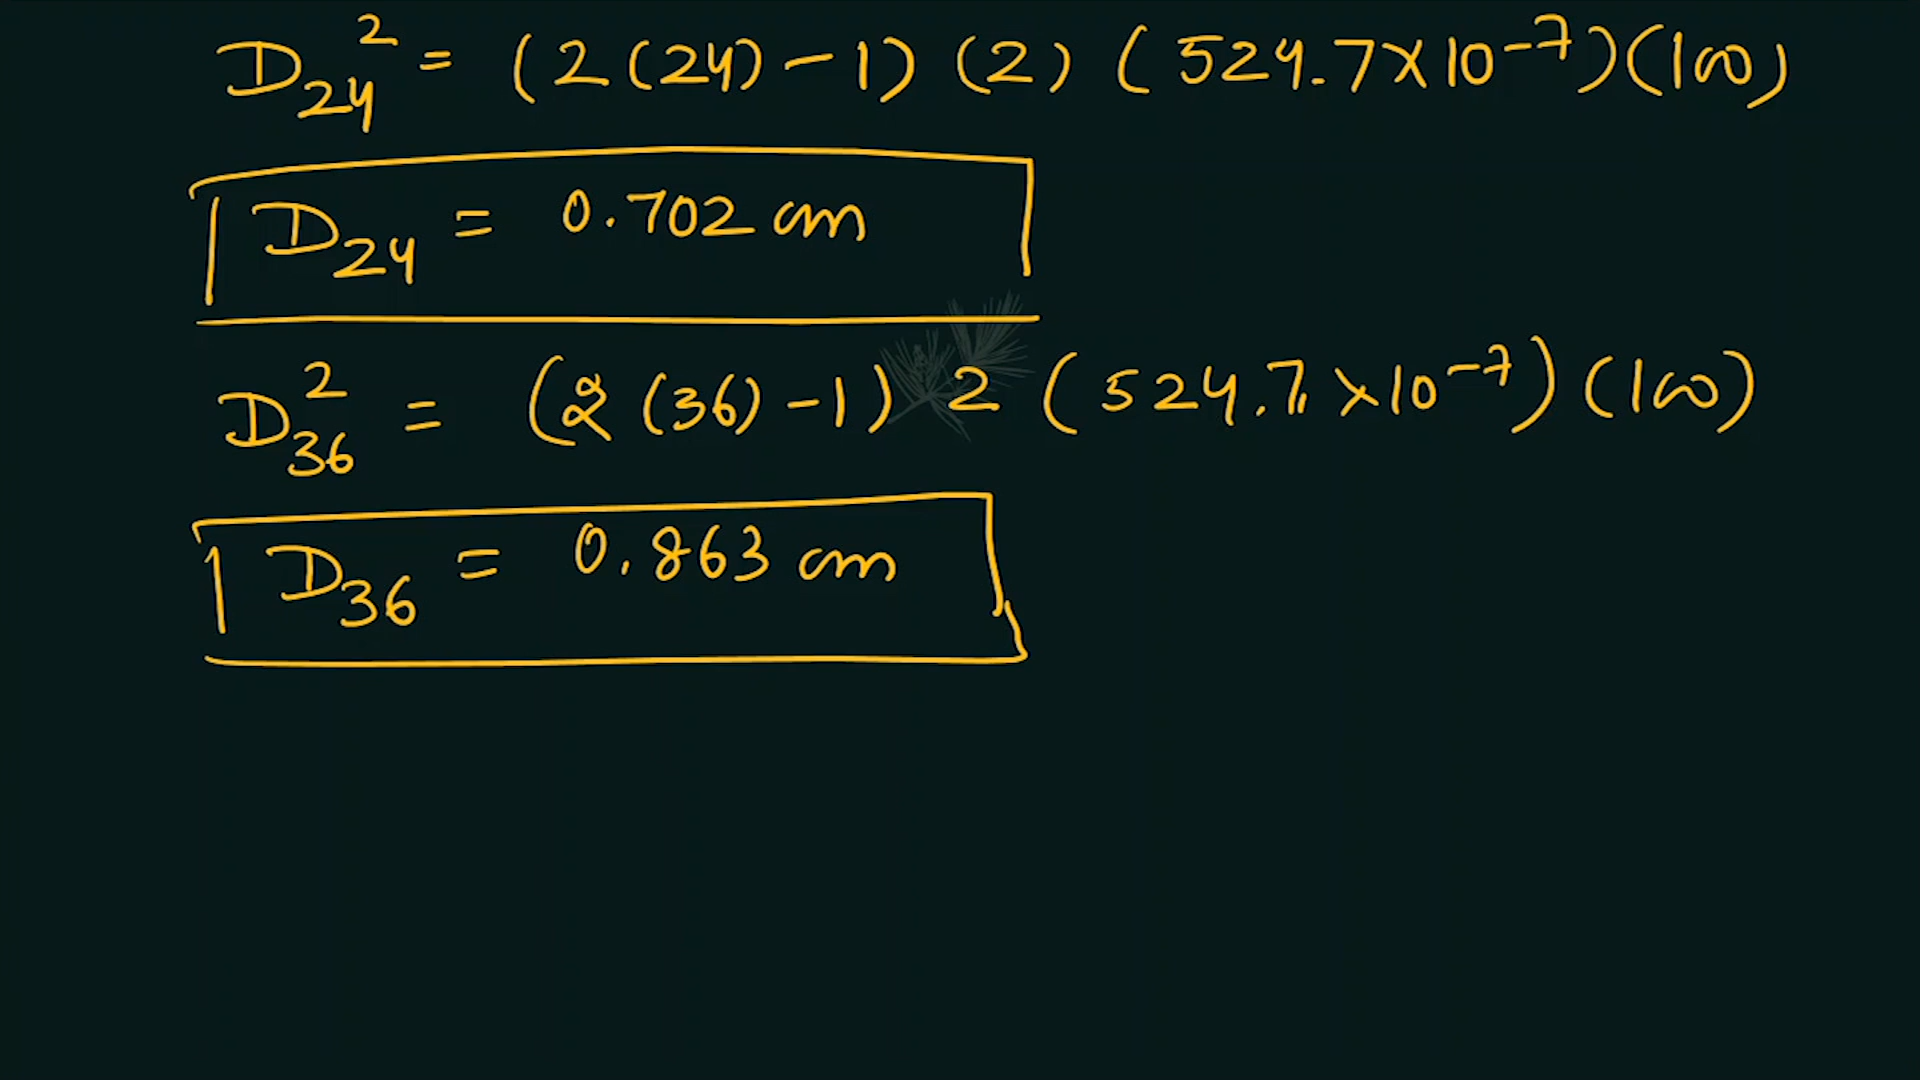 D₂₄² = (2(24) - 1) (2) (524.7×10⁻⁷)(100)
D₂₄ = 0.702 cm
D₃₆² = (2(36) - 1) 2 (524.7×10⁻⁷)(100)
D₃₆ = 0.863 cm